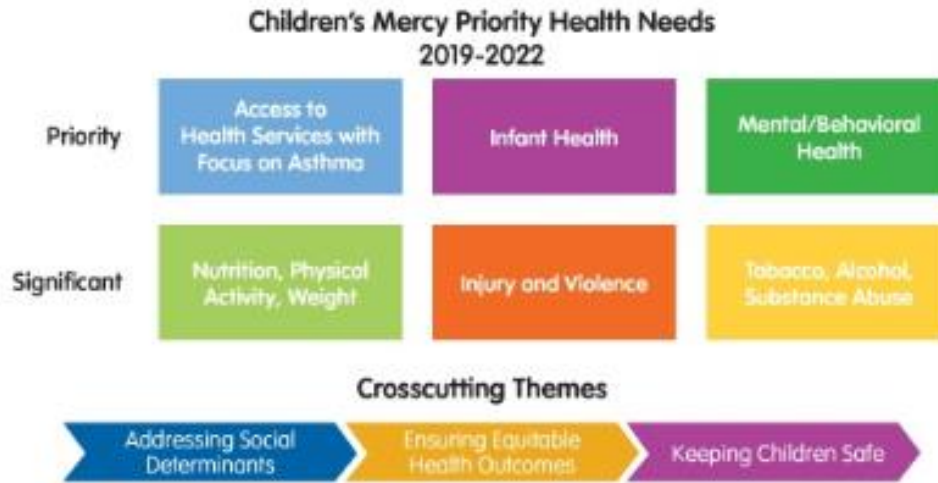 Children's Mercy Priority Health Needs
2019-2022
Priority
Access to
Health Services with
Focus on Asthma
Infant Health
Mental/Behavioral
Health
Significant
Nutrition, Physical
Activity, Weight
Injury and Violence
Tobacco, Alcohol,
Substance Abuse
Crosscutting Themes
Addressing Social
Determinants
Ensuring Equitable
Health Outcomes
Keeping Children Safe